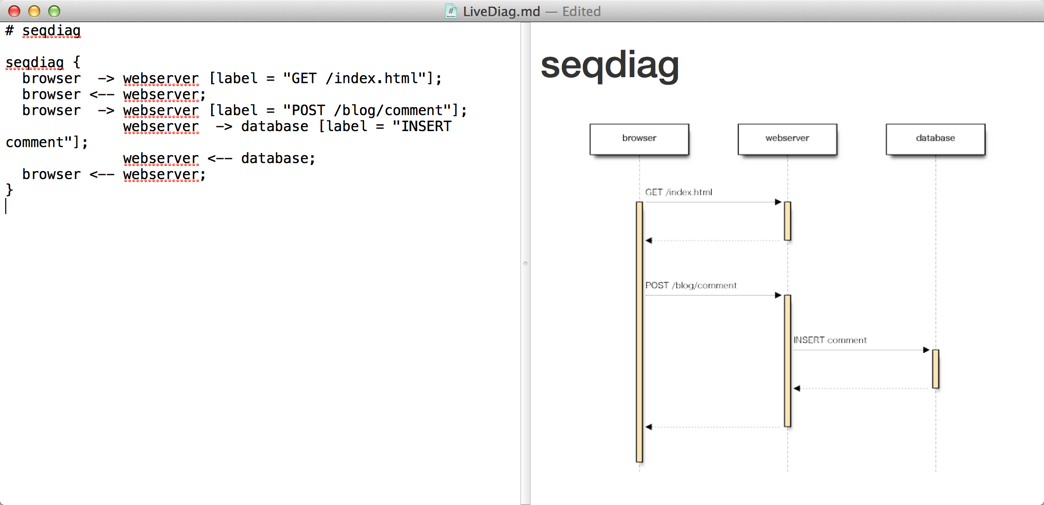 LiveDiag.md — Edited
# seqdiag
seqdiag {
  browser  -> webserver [label = "GET /index.html"];
  browser <-- webserver;
  browser  -> webserver [label = "POST /blog/comment"];
              webserver  -> database [label = "INSERT
comment"];
              webserver <-- database;
  browser <-- webserver;
}
seqdiag
browser webserver database
GET /index.html
POST /blog/comment
INSERT comment